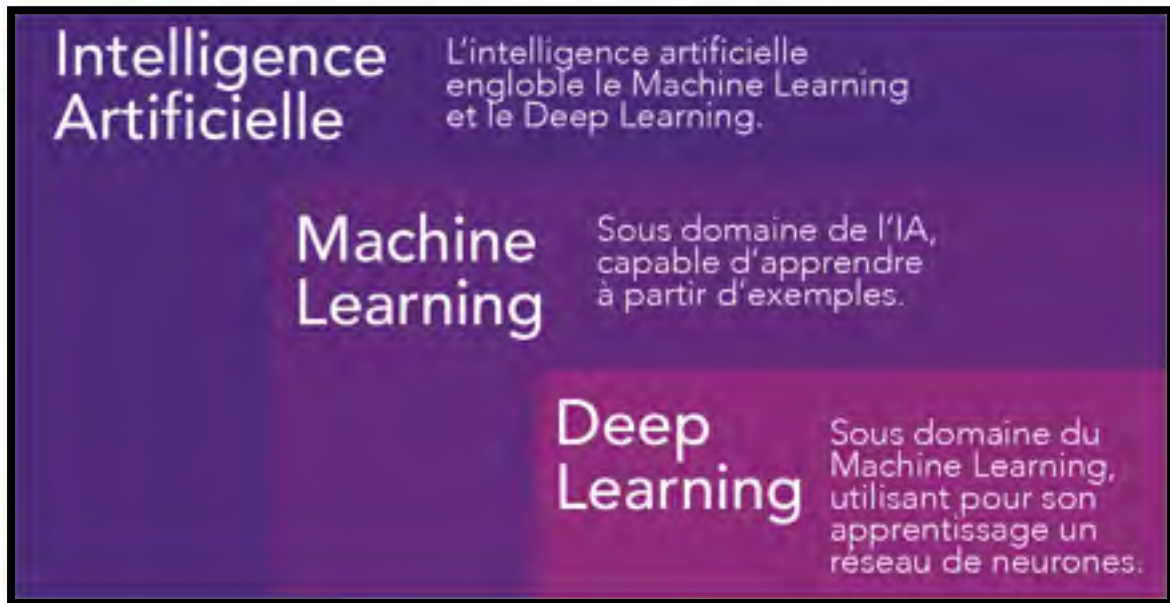 Intelligence
Artificielle
L'intelligence artificielle
englobe le Machine Learning
et le Deep Learning.
Machine
Learning
Sous domaine de l'IA,
capable d'apprendre
à partir d'exemples.
Deep
Learning
Sous domaine du
Machine Learning,
utilisant pour son
apprentissage un
réseau de neurones.